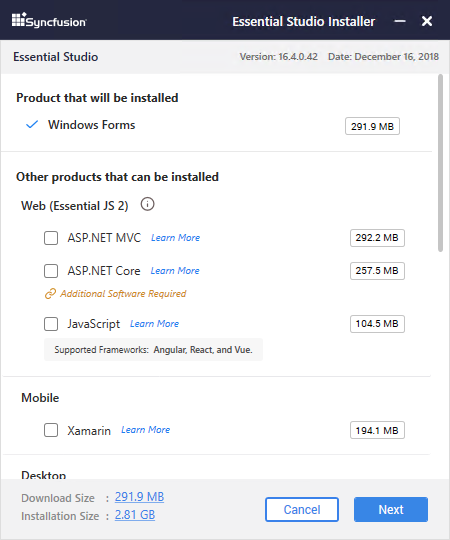 Syncfusion Essential Studio Installer
Essential Studio Version: 16.4.0.42 Date: December 16, 2018
Product that will be installed
Windows Forms 291.9 MB
Other products that can be installed
Web (Essential JS 2)
ASP.NET MVC Learn More 292.2 MB
ASP.NET Core Learn More 257.5 MB
Additional Software Required
JavaScript Learn More 104.5 MB
Supported Frameworks: Angular, React, and Vue.
Mobile
Xamarin Learn More 194.1 MB
Desktop
Download Size : 291.9 MB
Installation Size : 2.81 GB
Cancel Next